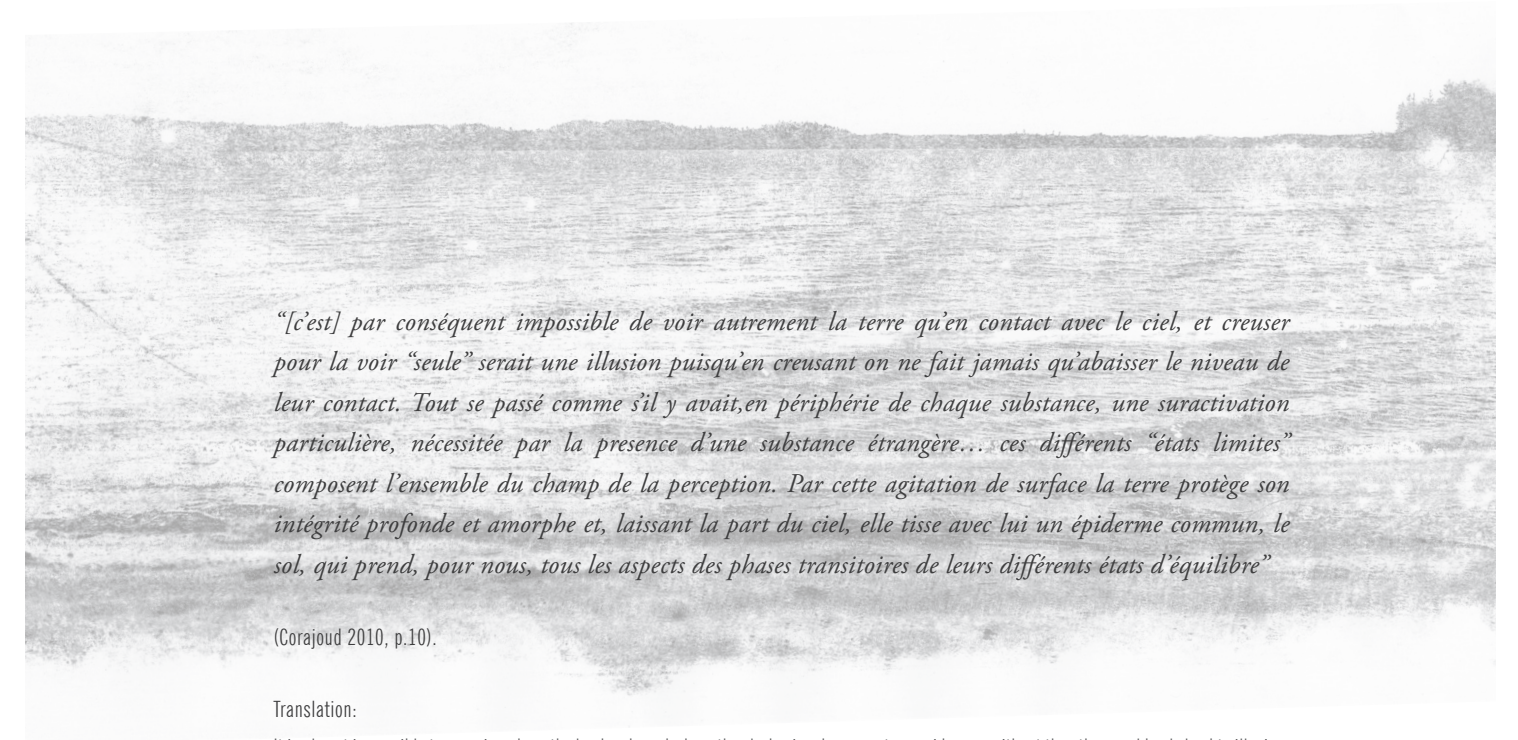 “[c’est] par conséquent impossible de voir autrement la terre qu’en contact avec le ciel, et creuser
pour la voir “seule” serait une illusion puisqu’en creusant on ne fait jamais qu’abaisser le niveau de
leur contact. Tout se passé comme s’il y avait,en périphérie de chaque substance, une suractivation
particulière, nécessitée par la presence d’une substance étrangère… ces différents “états limites”
composent l’ensemble du champ de la perception. Par cette agitation de surface la terre protège son
intégrité profonde et amorphe et, laissant la part du ciel, elle tisse avec lui un épiderme commun, le
sol, qui prend, pour nous, tous les aspects des phases transitoires de leurs différents états d’équilibre”
(Corajoud 2010, p.10).
Translation: